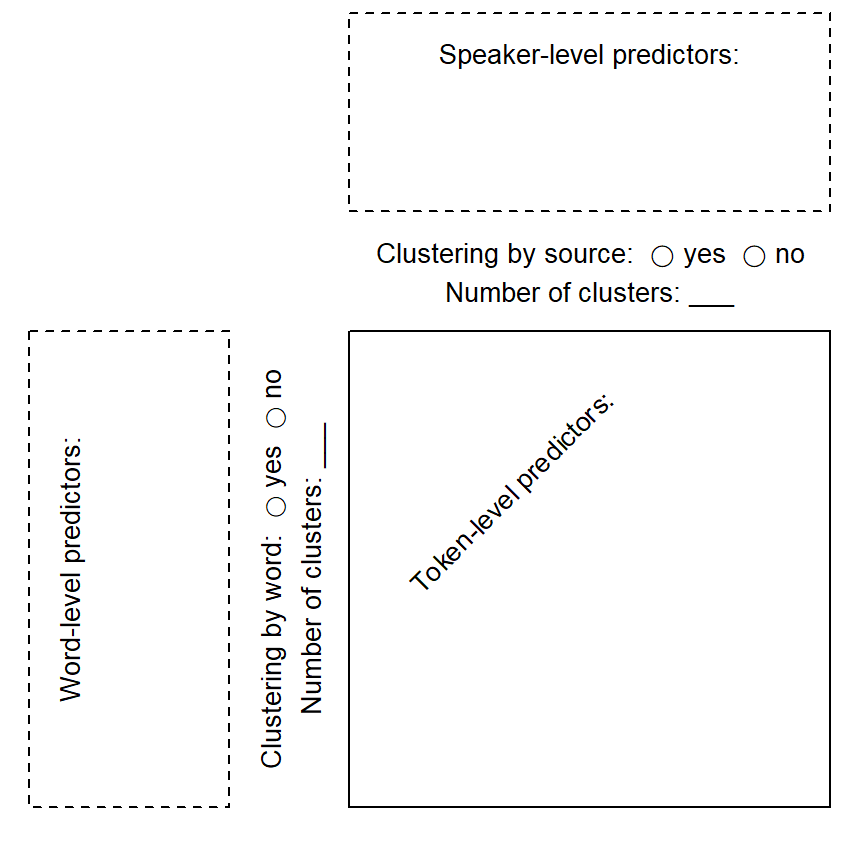 Speaker-level predictors:
Clustering by source: ○ yes ○ no
Number of clusters: ___
Word-level predictors:
Clustering by word: ○ yes ○ no
Number of clusters: ___
Token-level predictors: